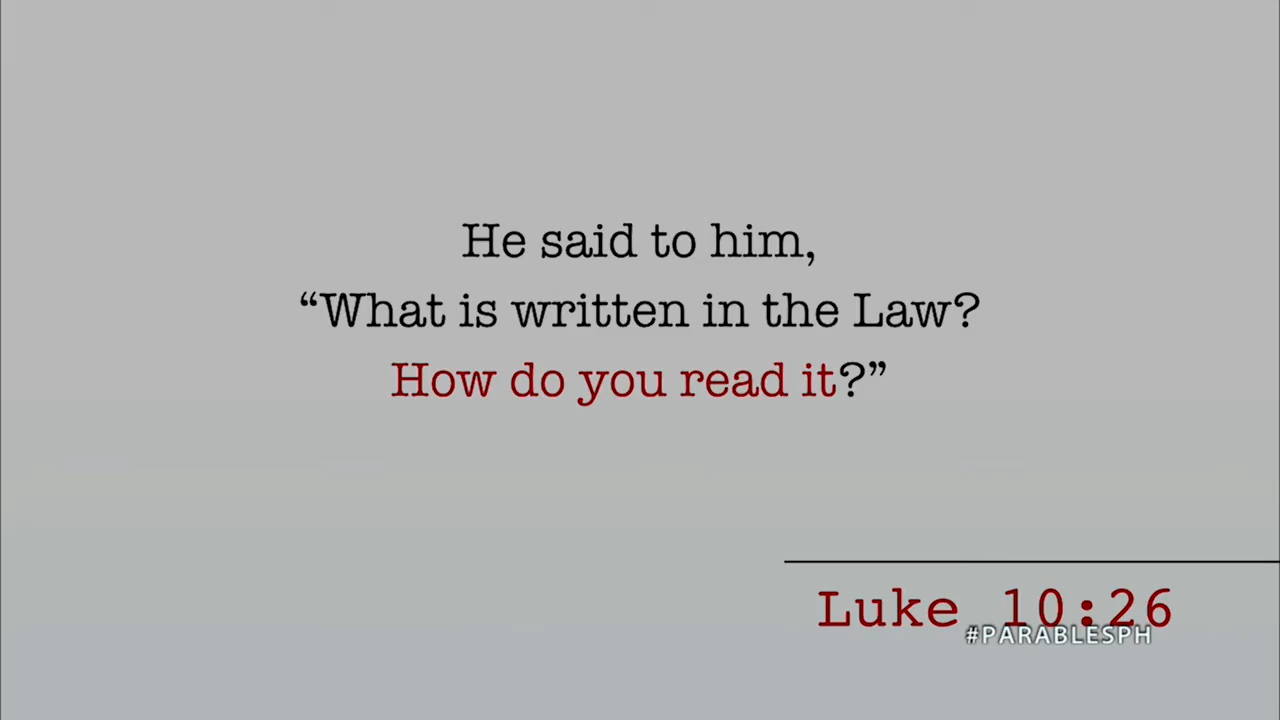 He said to him,
“What is written in the Law?
How do you read it?”
Luke 10:26
#PARABLESPH